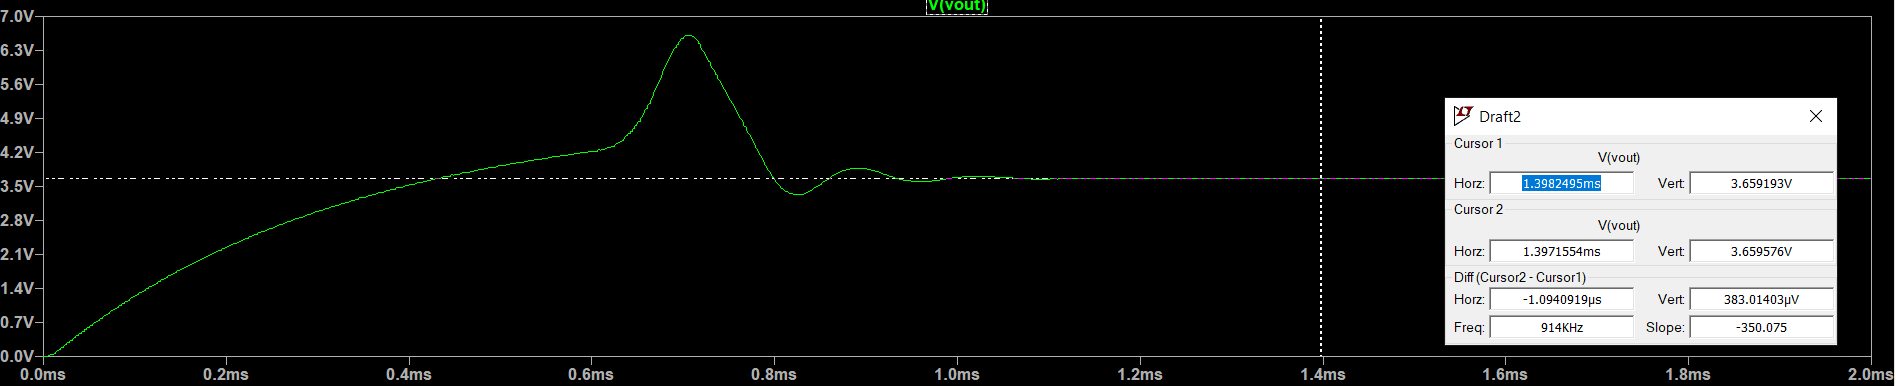 V(vout)
7.0V
6.3V
5.6V
4.9V
4.2V
3.5V
2.8V
2.1V
1.4V
0.7V
0.0V
0.0ms 0.2ms 0.4ms 0.6ms 0.8ms 1.0ms 1.2ms 1.4ms 1.6ms 1.8ms 2.0ms
Draft2
Cursor 1
V(vout)
Horz: 1.3982495ms Vert: 3.659193V
Cursor 2
V(vout)
Horz: 1.3971554ms Vert: 3.659576V
Diff (Cursor2 - Cursor1)
Horz: -1.0940919µs Vert: 383.01403µV
Freq: 914KHz Slope: -350.075